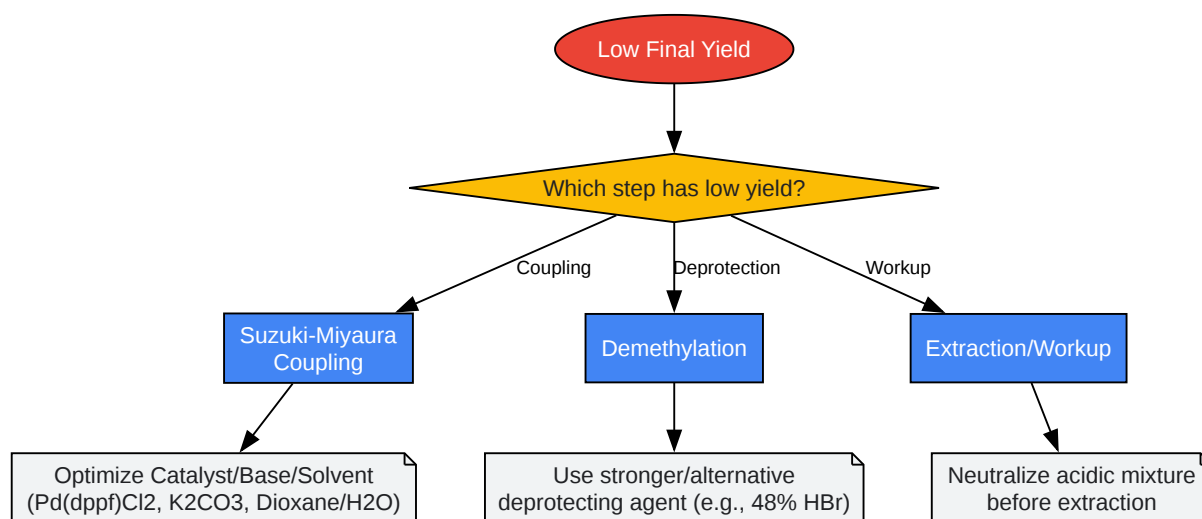 Low Final Yield
Which step has low yield?
Coupling
Deprotection
Workup
Suzuki-Miyaura
Coupling
Demethylation
Extraction/Workup
Optimize Catalyst/Base/Solvent
(Pd(dppf)Cl2, K2CO3, Dioxane/H2O)
Use stronger/alternative
deprotecting agent (e.g., 48% HBr)
Neutralize acidic mixture
before extraction